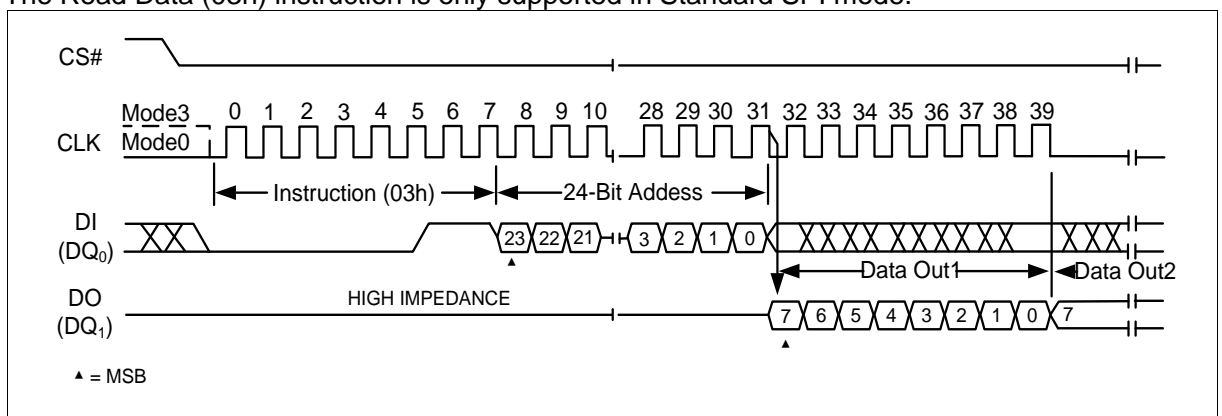 The Read Data (03h) instruction is only supported in Standard SPI mode.
CS#
Mode3 0 1 2 3 4 5 6 7 8 9 10 28 29 30 31 32 33 34 35 36 37 38 39
CLK Mode0
Instruction (03h) 24-Bit Addess
DI
(DQ0) 23 22 21 3 2 1 0
Data Out1 Data Out2
DO HIGH IMPEDANCE
(DQ1) 7 6 5 4 3 2 1 0 7
▲ = MSB